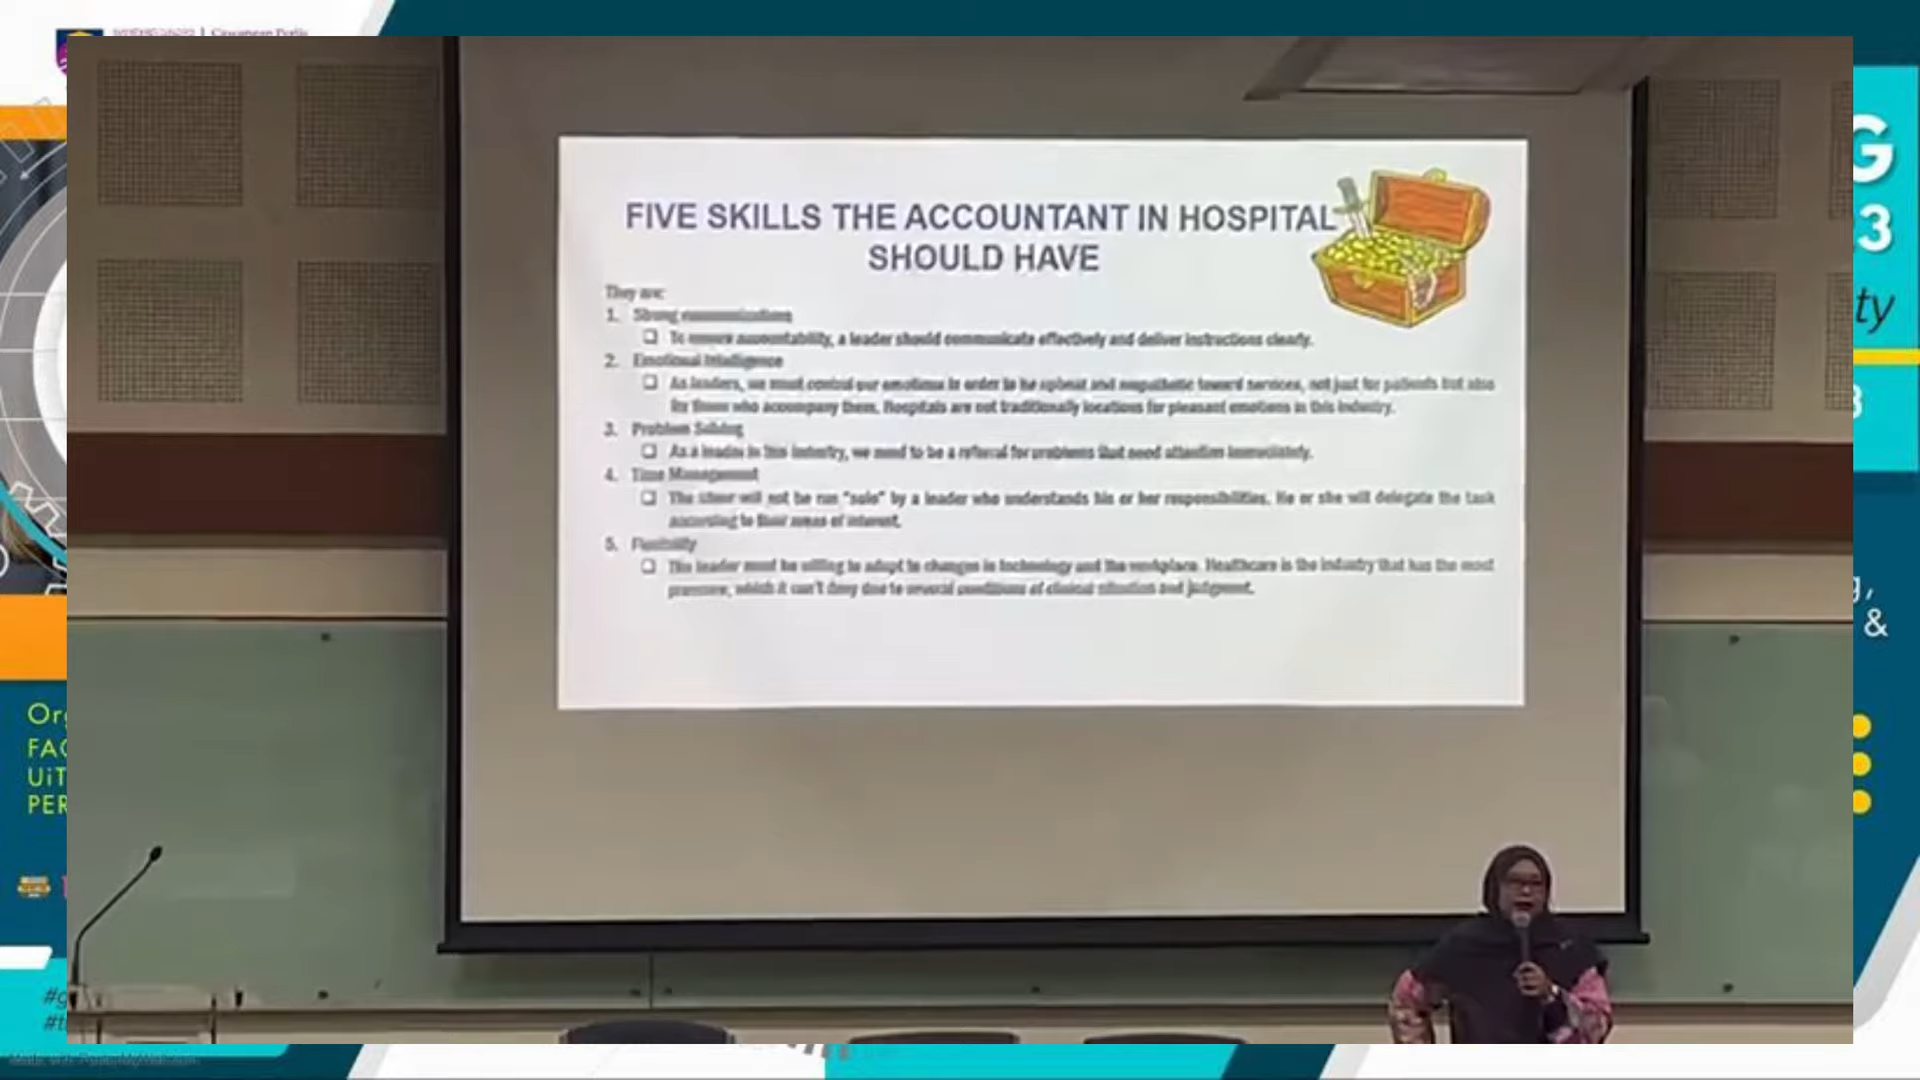 FIVE SKILLS THE ACCOUNTANT IN HOSPITAL
SHOULD HAVE
They are:
1. Strong communications
❑ To ensure accountability, a leader should communicate effectively and deliver instructions clearly.
2. Emotional Intelligence
❑ As leaders, we must control our emotions in order to be upbeat and empathetic toward services, not just for patients but also
for those who accompany them. Hospitals are not traditionally locations for pleasant emotions in this industry.
3. Problem Solving
❑ As a leader in this industry, we need to be a referral for problems that need attention immediately.
4. Time Management
❑ The will not be run "solo" by a leader who understands his or her responsibilities. He or she will delegate the task
according to their areas of interest.
5. Flexibility
❑ The leader must be willing to adapt to changes in technology and the workplace. Healthcare is the industry that has the most
pressure, which it can't deny due to several conditions of clinical situation and judgment.
G
3
ty
&
Or
UiT
PER
#g
#t